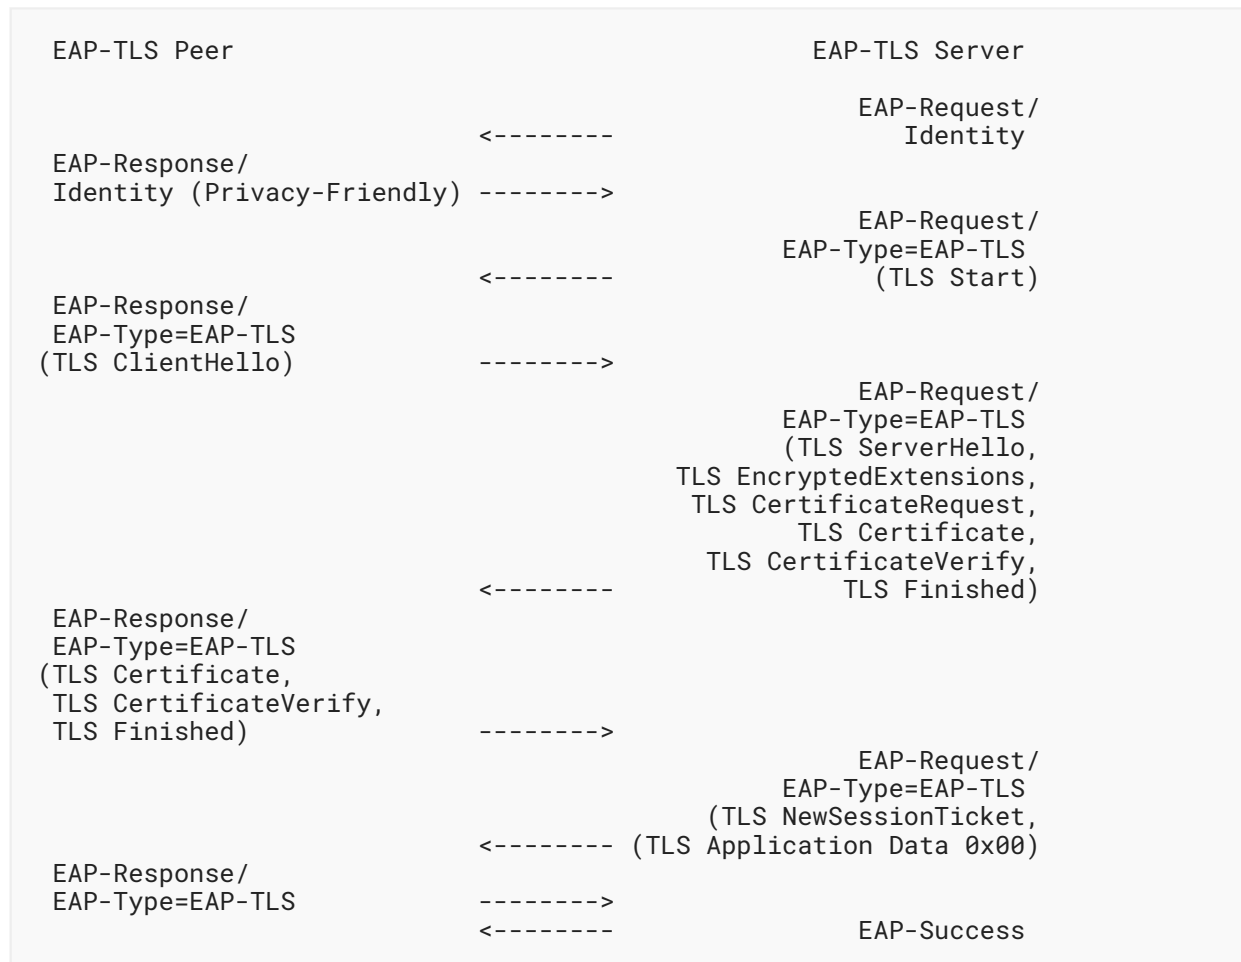 EAP-TLS Peer                                      EAP-TLS Server
EAP-Request/
<--------                   Identity
EAP-Response/
Identity (Privacy-Friendly) -------->
EAP-Request/
EAP-Type=EAP-TLS
<--------                 (TLS Start)
EAP-Response/
EAP-Type=EAP-TLS
(TLS ClientHello)            -------->
EAP-Request/
EAP-Type=EAP-TLS
(TLS ServerHello,
TLS EncryptedExtensions,
TLS CertificateRequest,
TLS Certificate,
TLS CertificateVerify,
<--------               TLS Finished)
EAP-Response/
EAP-Type=EAP-TLS
(TLS Certificate,
TLS CertificateVerify,
TLS Finished)               -------->
EAP-Request/
EAP-Type=EAP-TLS
(TLS NewSessionTicket,
<-------- (TLS Application Data 0x00)
EAP-Response/
EAP-Type=EAP-TLS            -------->
<--------                EAP-Success